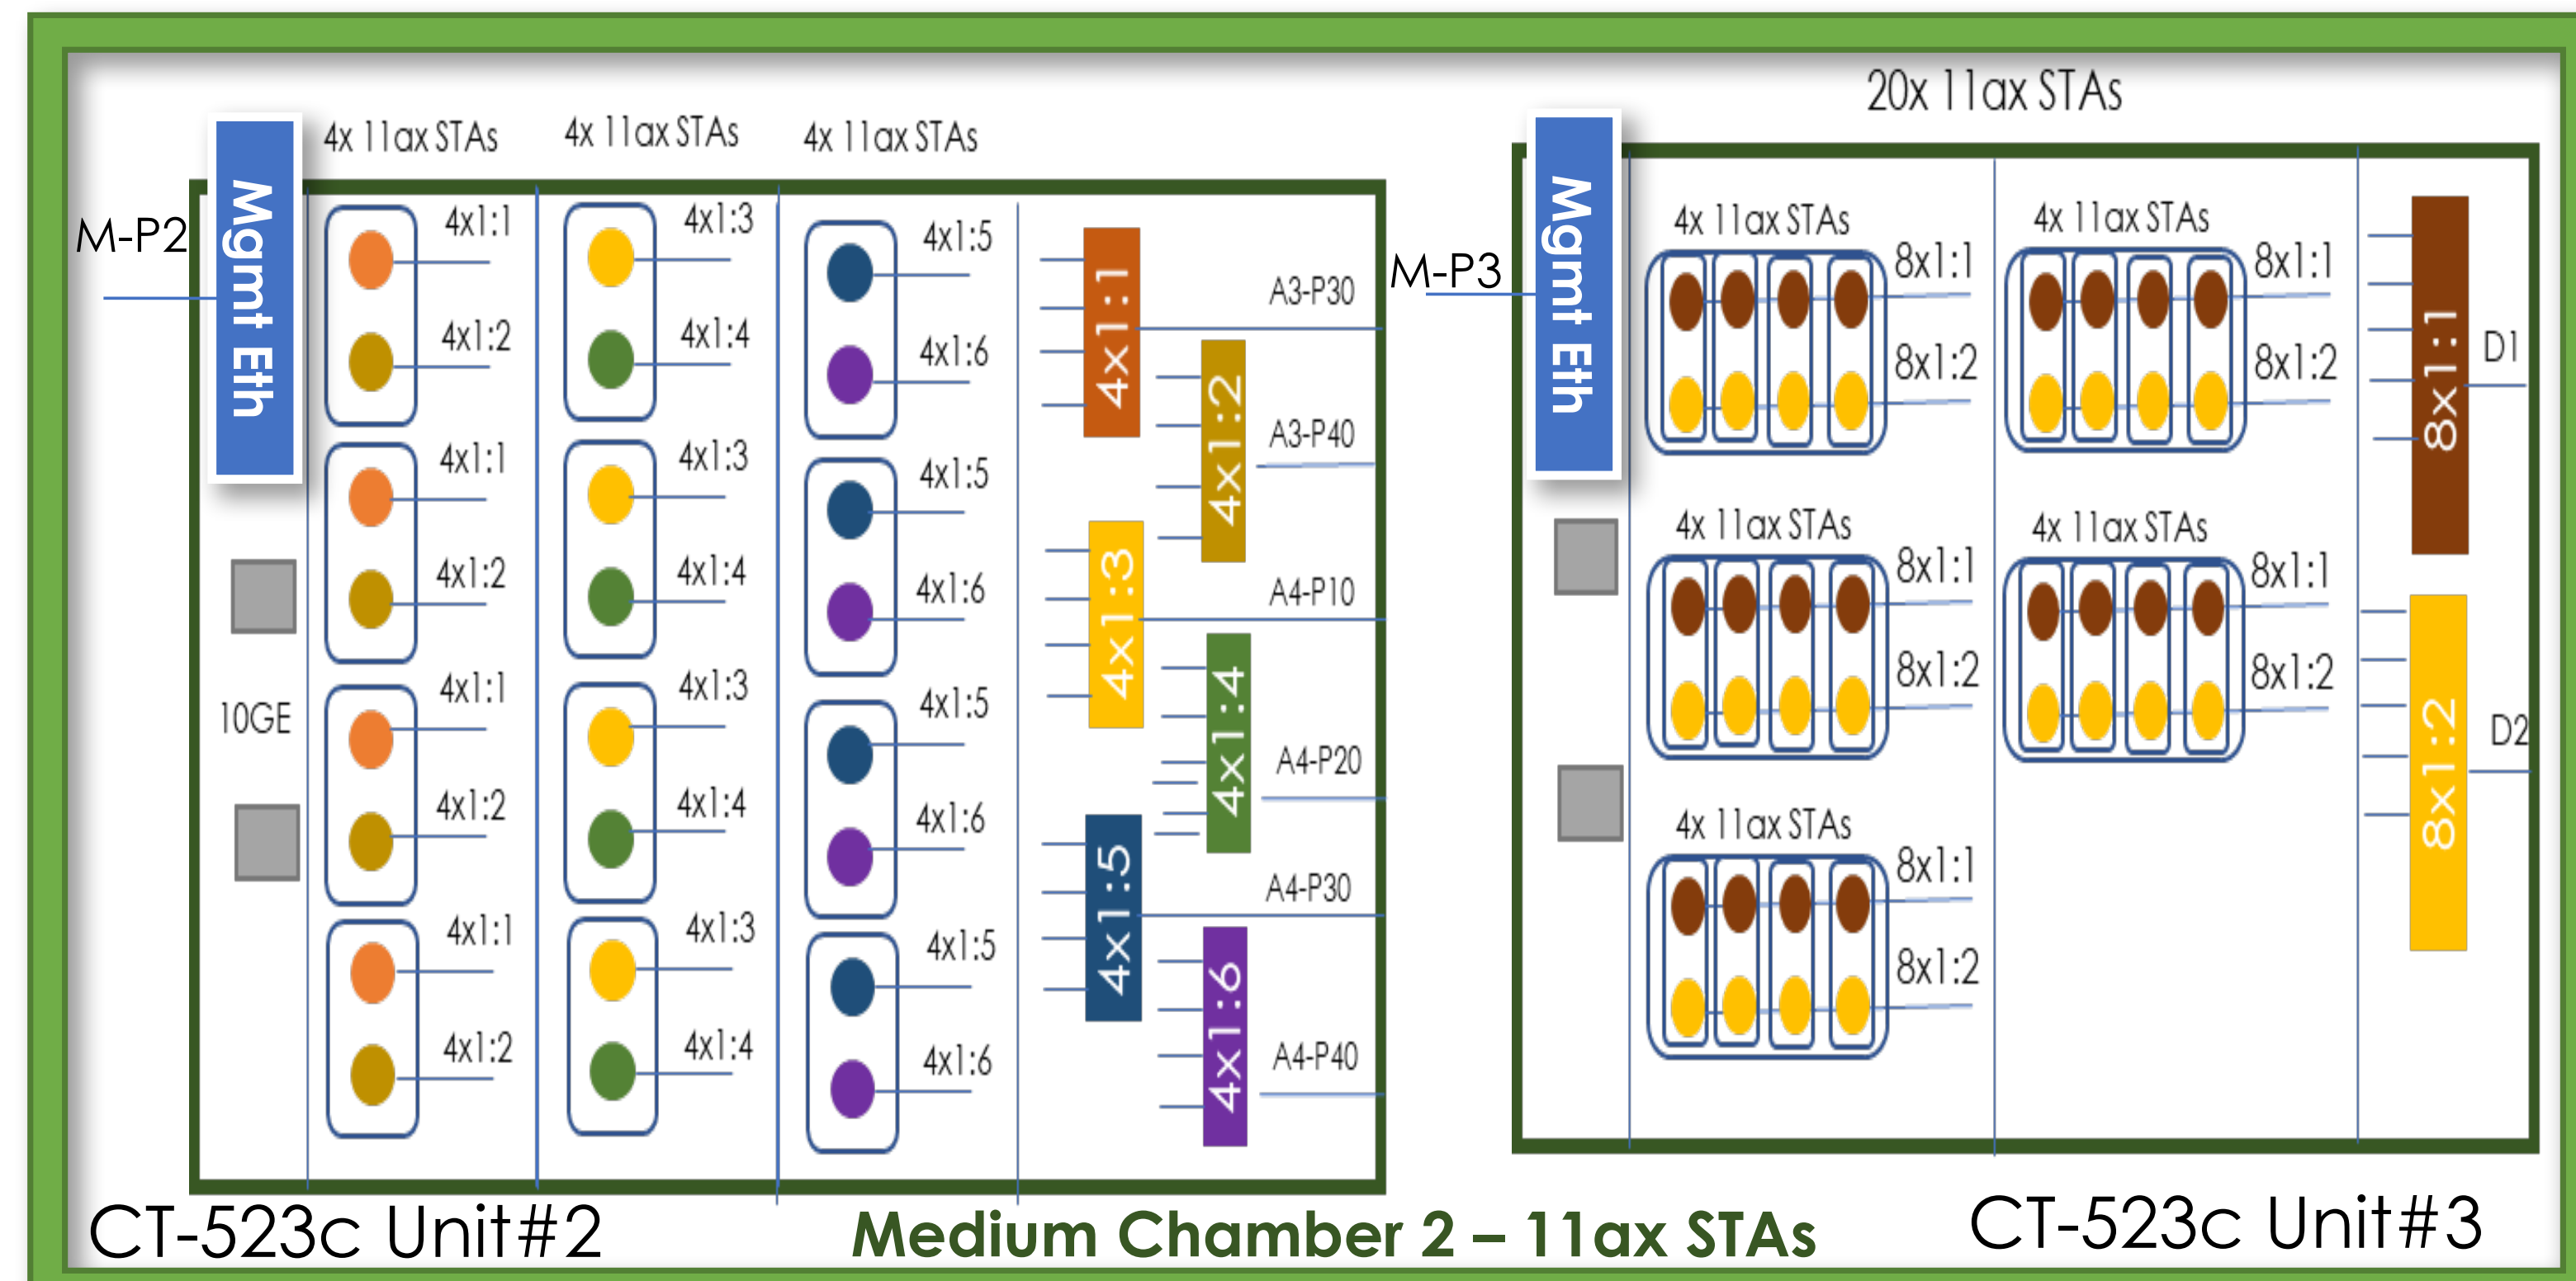 20x 11ax STAs
4x 11ax STAs
4x 11ax STAs
4x 11ax STAs
M-P2
Mgmt Eth
10GE
4x1:1
4x1:2
4x1:1
4x1:2
4x1:1
4x1:2
4x1:1
4x1:2
4x1:3
4x1:4
4x1:3
4x1:4
4x1:3
4x1:4
4x1:3
4x1:4
4x1:5
4x1:6
4x1:5
4x1:6
4x1:5
4x1:6
4x1:5
4x1:6
4x1:1
4x1:2
4x1:3
4x1:4
4x1:5
4x1:6
A3-P30
A3-P40
A4-P10
A4-P20
A4-P30
A4-P40
M-P3
Mgmt Eth
4x 11ax STAs
8x1:1
8x1:2
4x 11ax STAs
8x1:1
8x1:2
4x 11ax STAs
8x1:1
8x1:2
4x 11ax STAs
8x1:1
8x1:2
4x 11ax STAs
8x1:1
8x1:2
8x1:1
D1
8x1:2
D2
CT-523c Unit#2
Medium Chamber 2 – 11ax STAs
CT-523c Unit#3